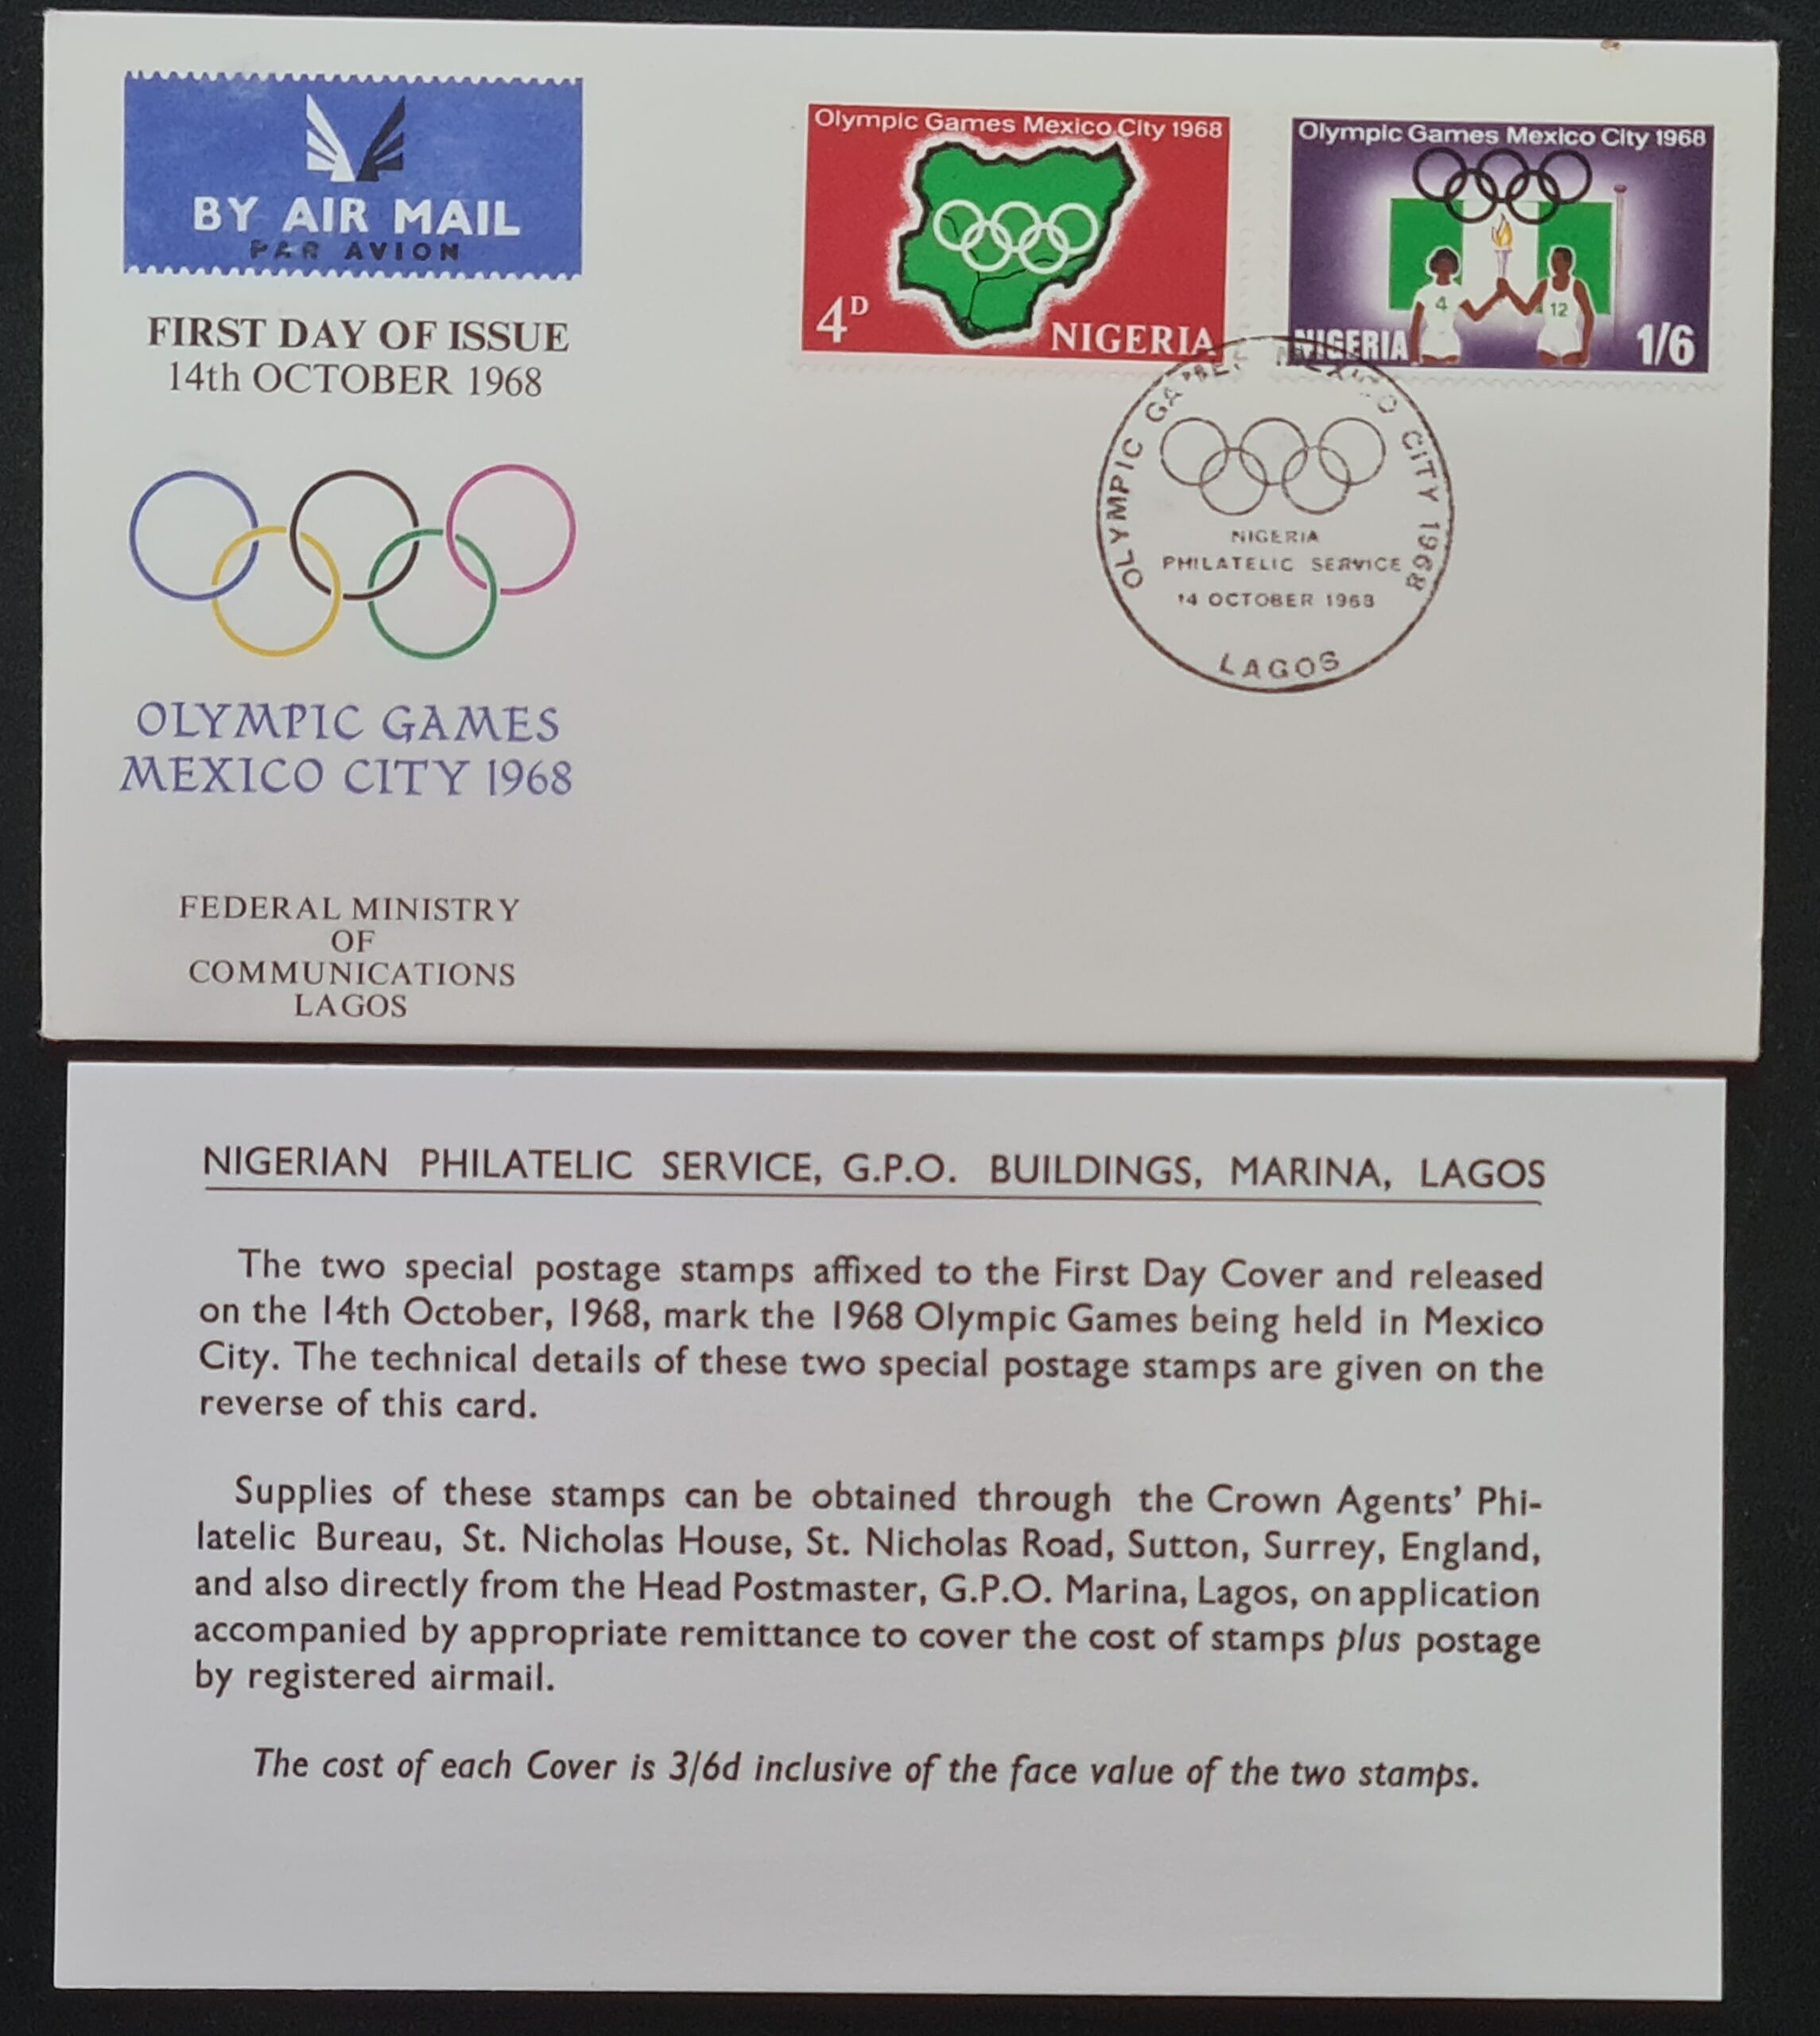 BY AIR MAIL
PAR AVION
FIRST DAY OF ISSUE
14th OCTOBER 1968
OLYMPIC GAMES
MEXICO CITY 1968
FEDERAL MINISTRY
OF
COMMUNICATIONS
LAGOS
Olympic Games Mexico City 1968
4D
NIGERIA
Olympic Games Mexico City 1968
4
12
NIGERIA
1/6
OLYMPIC GAMES MEXICO CITY 1968
NIGERIA
PHILATELIC SERVICE
14 OCTOBER 1968
LAGOS
NIGERIAN PHILATELIC SERVICE, G.P.O. BUILDINGS, MARINA, LAGOS
The two special postage stamps affixed to the First Day Cover and released
on the 14th October, 1968, mark the 1968 Olympic Games being held in Mexico
City. The technical details of these two special postage stamps are given on the
reverse of this card.
Supplies of these stamps can be obtained through the Crown Agents' Phi-
latelic Bureau, St. Nicholas House, St. Nicholas Road, Sutton, Surrey, England,
and also directly from the Head Postmaster, G.P.O. Marina, Lagos, on application
accompanied by appropriate remittance to cover the cost of stamps plus postage
by registered airmail.
The cost of each Cover is 3/6d inclusive of the face value of the two stamps.